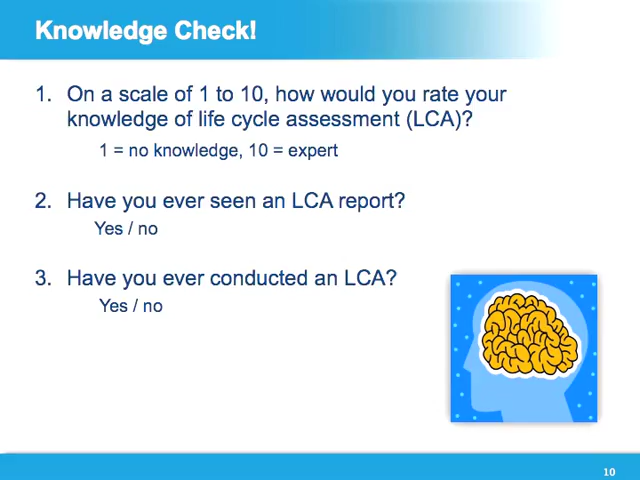 Knowledge Check!
1. On a scale of 1 to 10, how would you rate your
knowledge of life cycle assessment (LCA)?
1 = no knowledge, 10 = expert
2. Have you ever seen an LCA report?
Yes / no
3. Have you ever conducted an LCA?
Yes / no
10